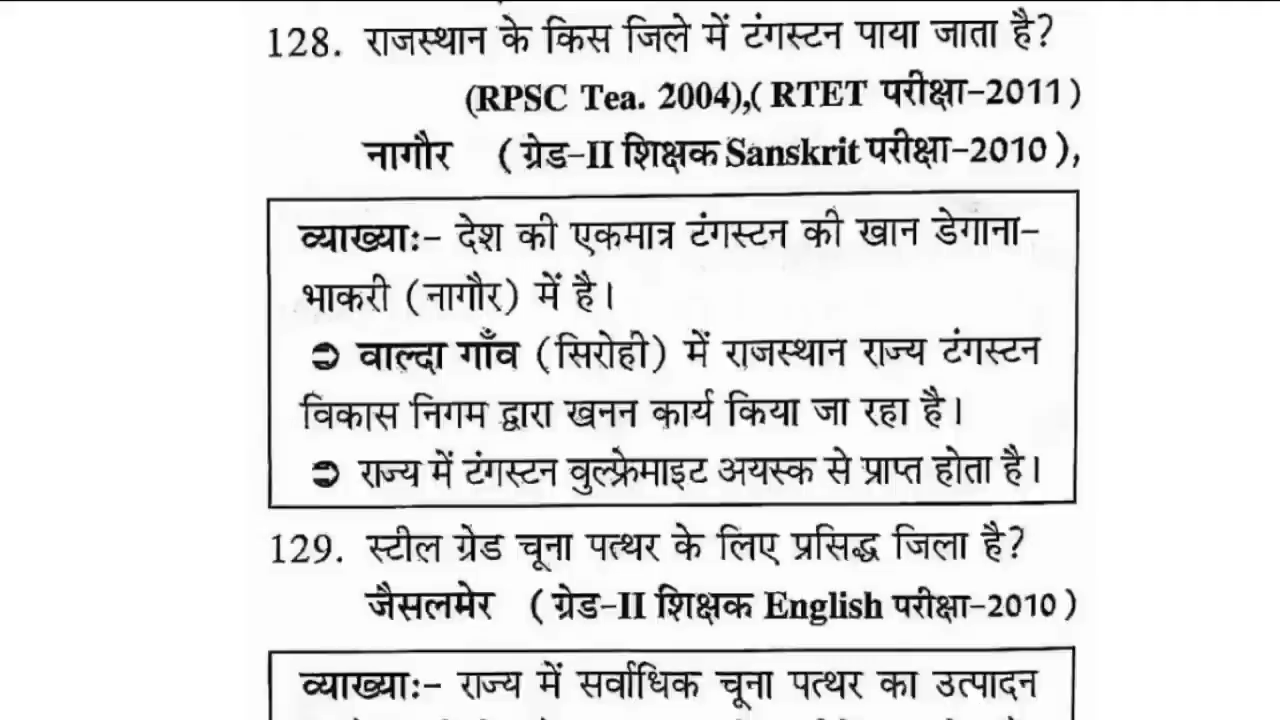 128. राजस्थान के किस जिले में टंगस्टन पाया जाता है?
(RPSC Tea. 2004),( RTET परीक्षा-2011)
नागौर ( ग्रेड-II शिक्षक Sanskrit परीक्षा-2010 ),
व्याख्याः- देश की एकमात्र टंगस्टन की खान डेगाना-
भाकरी (नागौर) में है।
➲ वाल्दा गाँव (सिरोही) में राजस्थान राज्य टंगस्टन
विकास निगम द्वारा खनन कार्य किया जा रहा है।
➲ राज्य में टंगस्टन वुल्फ्रेमाइट अयस्क से प्राप्त होता है।
129. स्टील ग्रेड चूना पत्थर के लिए प्रसिद्ध जिला है?
जैसलमेर ( ग्रेड-II शिक्षक English परीक्षा-2010 )
व्याख्याः- राज्य में सर्वाधिक चूना पत्थर का उत्पादन